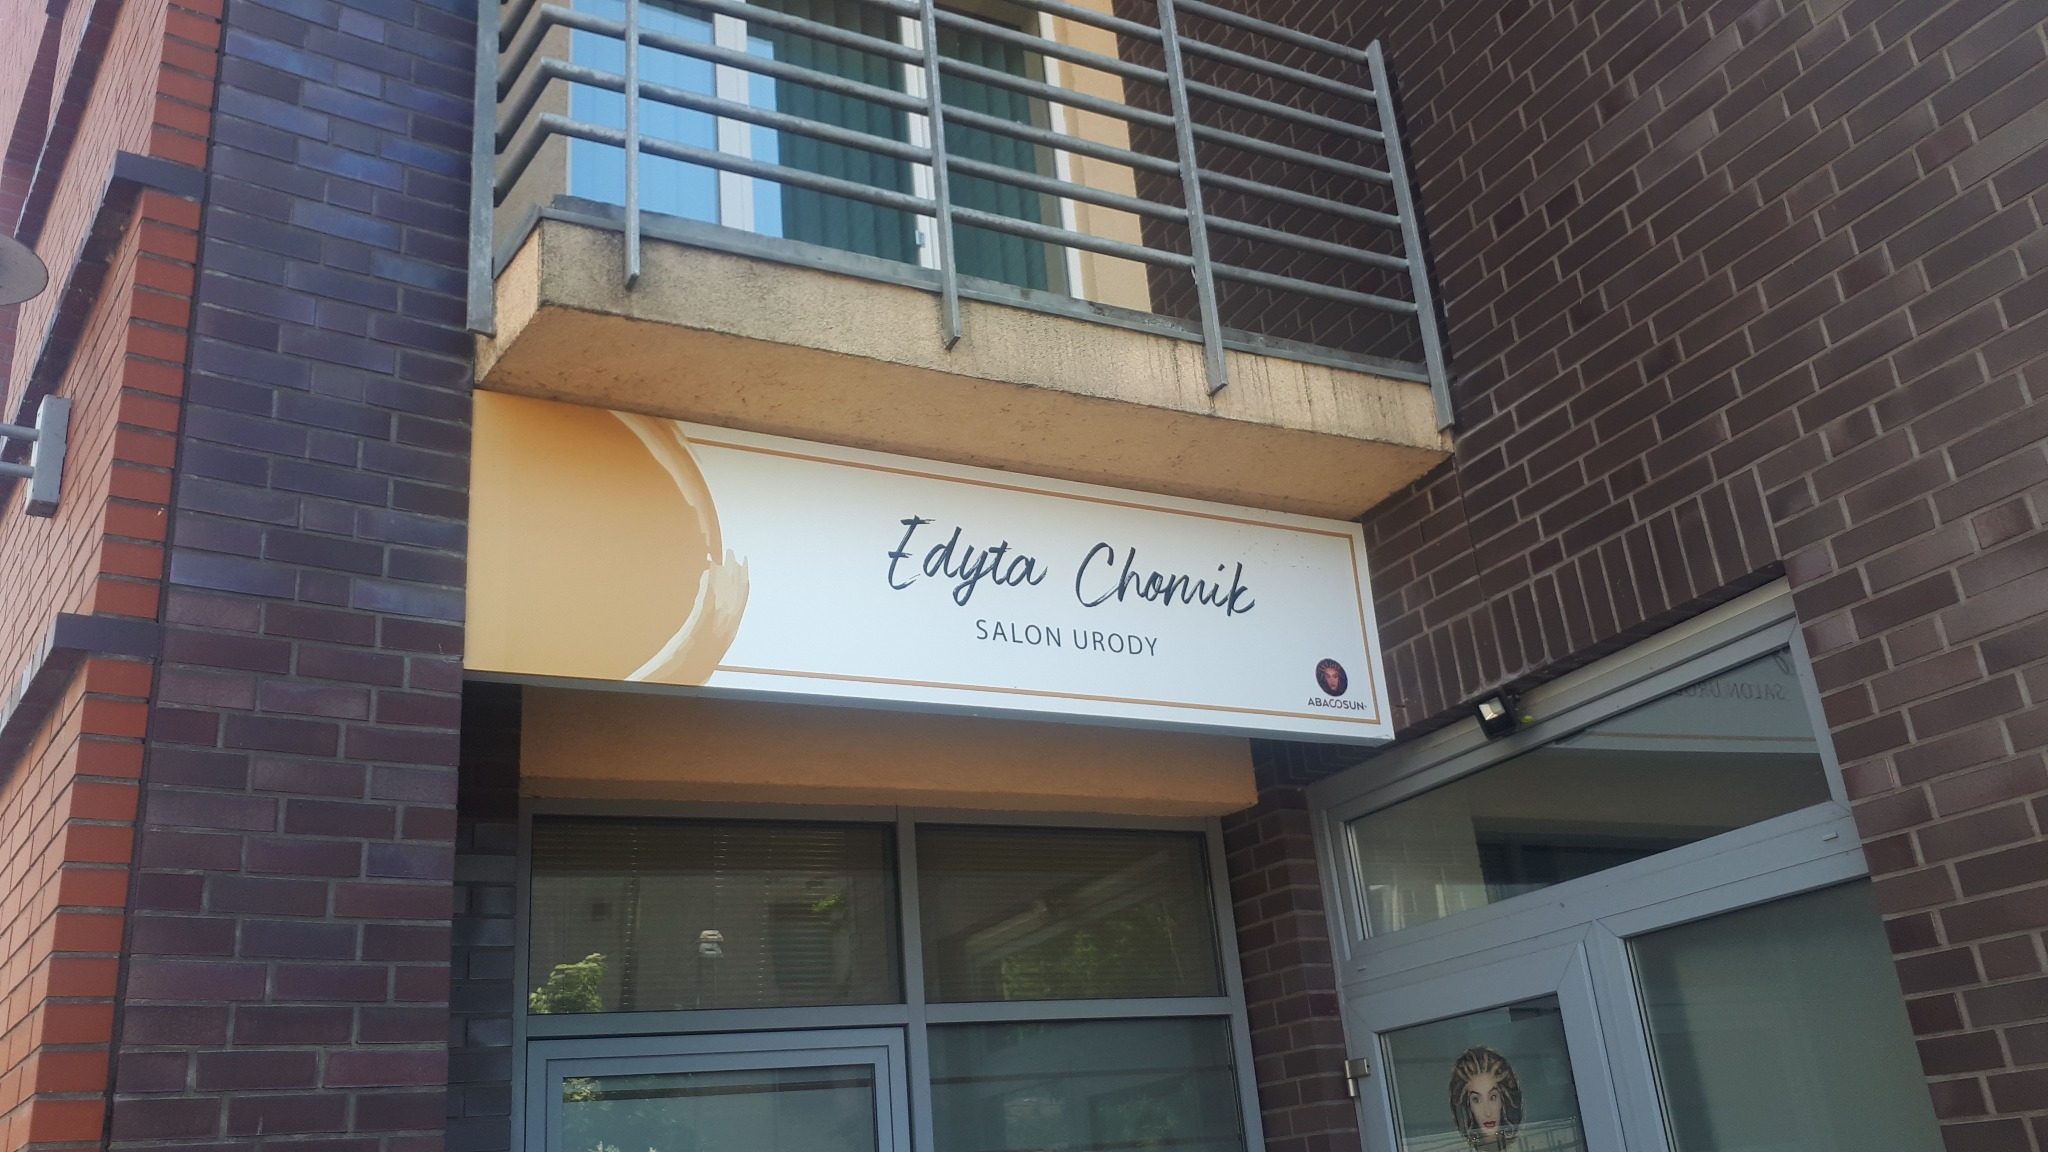 Edyta Chomik
SALON URODY
ABACOSUN